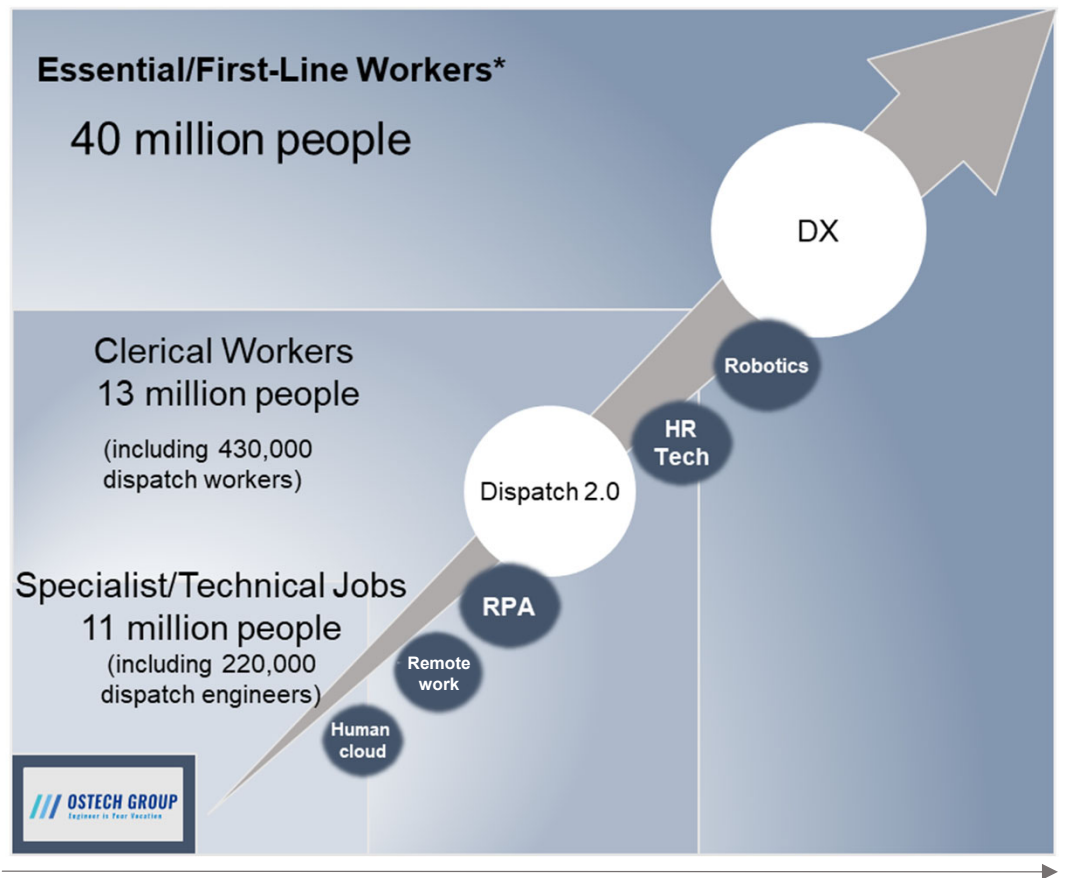 Essential/First-Line Workers*
40 million people
DX
Clerical Workers
13 million people
(including 430,000
dispatch workers)
Robotics
HR
Tech
Dispatch 2.0
Specialist/Technical Jobs
11 million people
(including 220,000
dispatch engineers)
RPA
Remote
work
Human
cloud
OSTECH GROUP
Engineer is Your Vocation